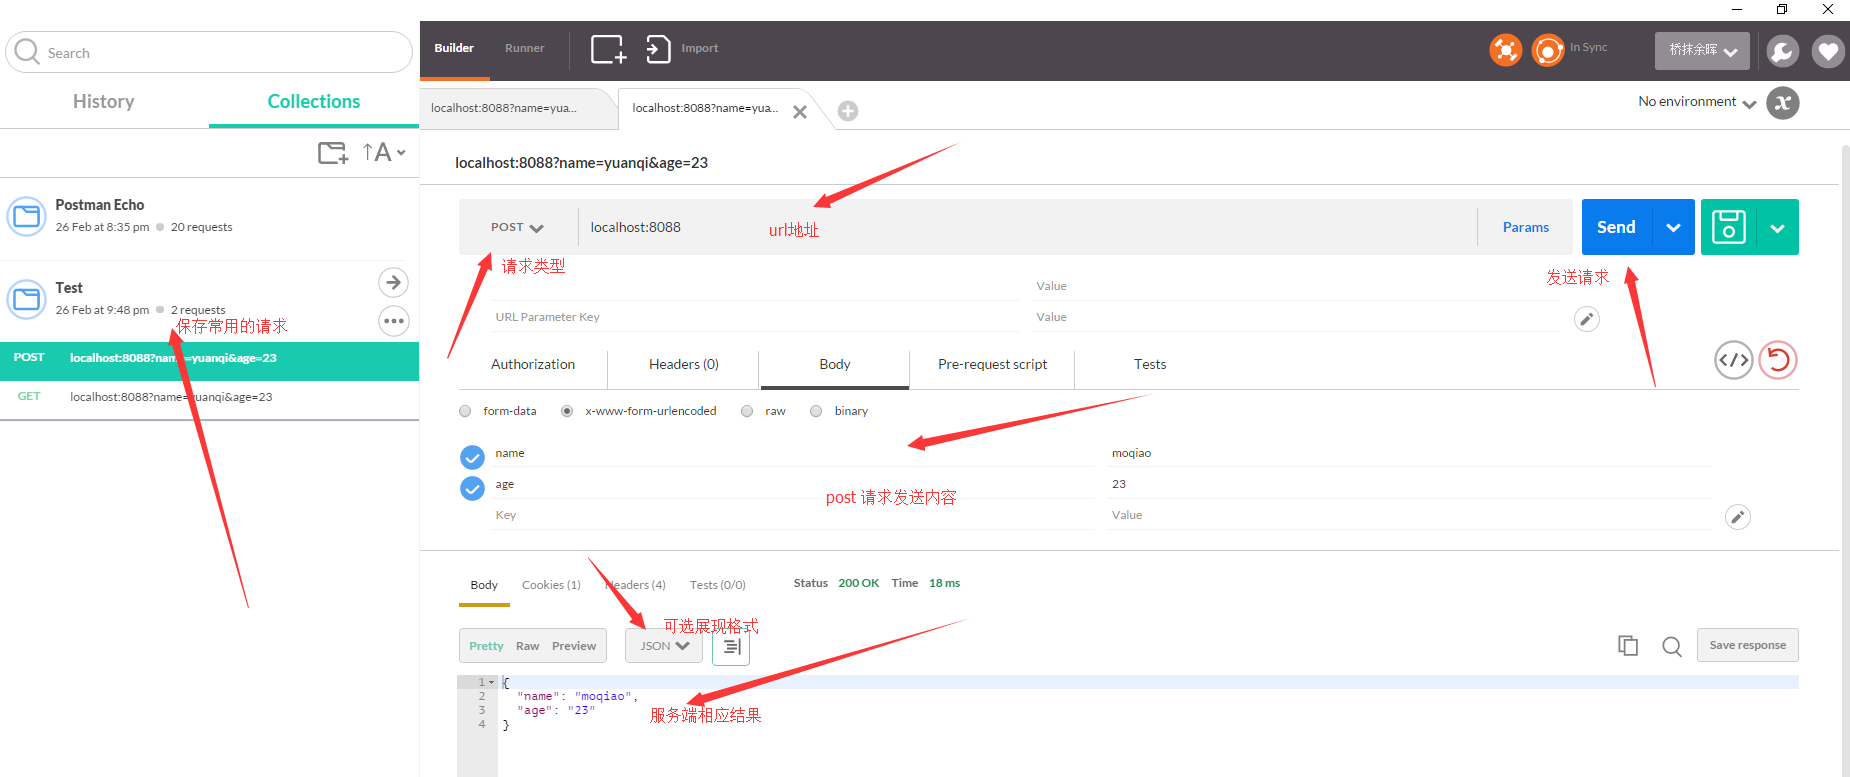 Search
History
Collections
A
Postman Echo
26 Feb at 8:35 pm
20 requests
Test
26 Feb at 9:48 pm
2 requests
保存常用的请求
POST
localhost:8088?name=yuanqi&age=23
GET
localhost:8088?name=yuanqi&age=23
Builder
Runner
Import
In Sync
桥抹余晖
localhost:8088?name=yua...
localhost:8088?name=yua...
No environment
x
localhost:8088?name=yuanqi&age=23
POST
localhost:8088
url地址
Params
Send
请求类型
发送请求
Value
URL Parameter Key
Value
Authorization
Headers (0)
Body
Pre-request script
Tests
form-data
x-www-form-urlencoded
raw
binary
name
moqiao
age
23
post 请求发送内容
Key
Value
Body
Cookies (1)
Headers (4)
Tests (0/0)
Status 200 OK
Time 18 ms
可选展现格式
Pretty
Raw
Preview
JSON
Save response
1 {
2 "name": "moqiao",
3 "age": "23"
4 }
服务端相应结果